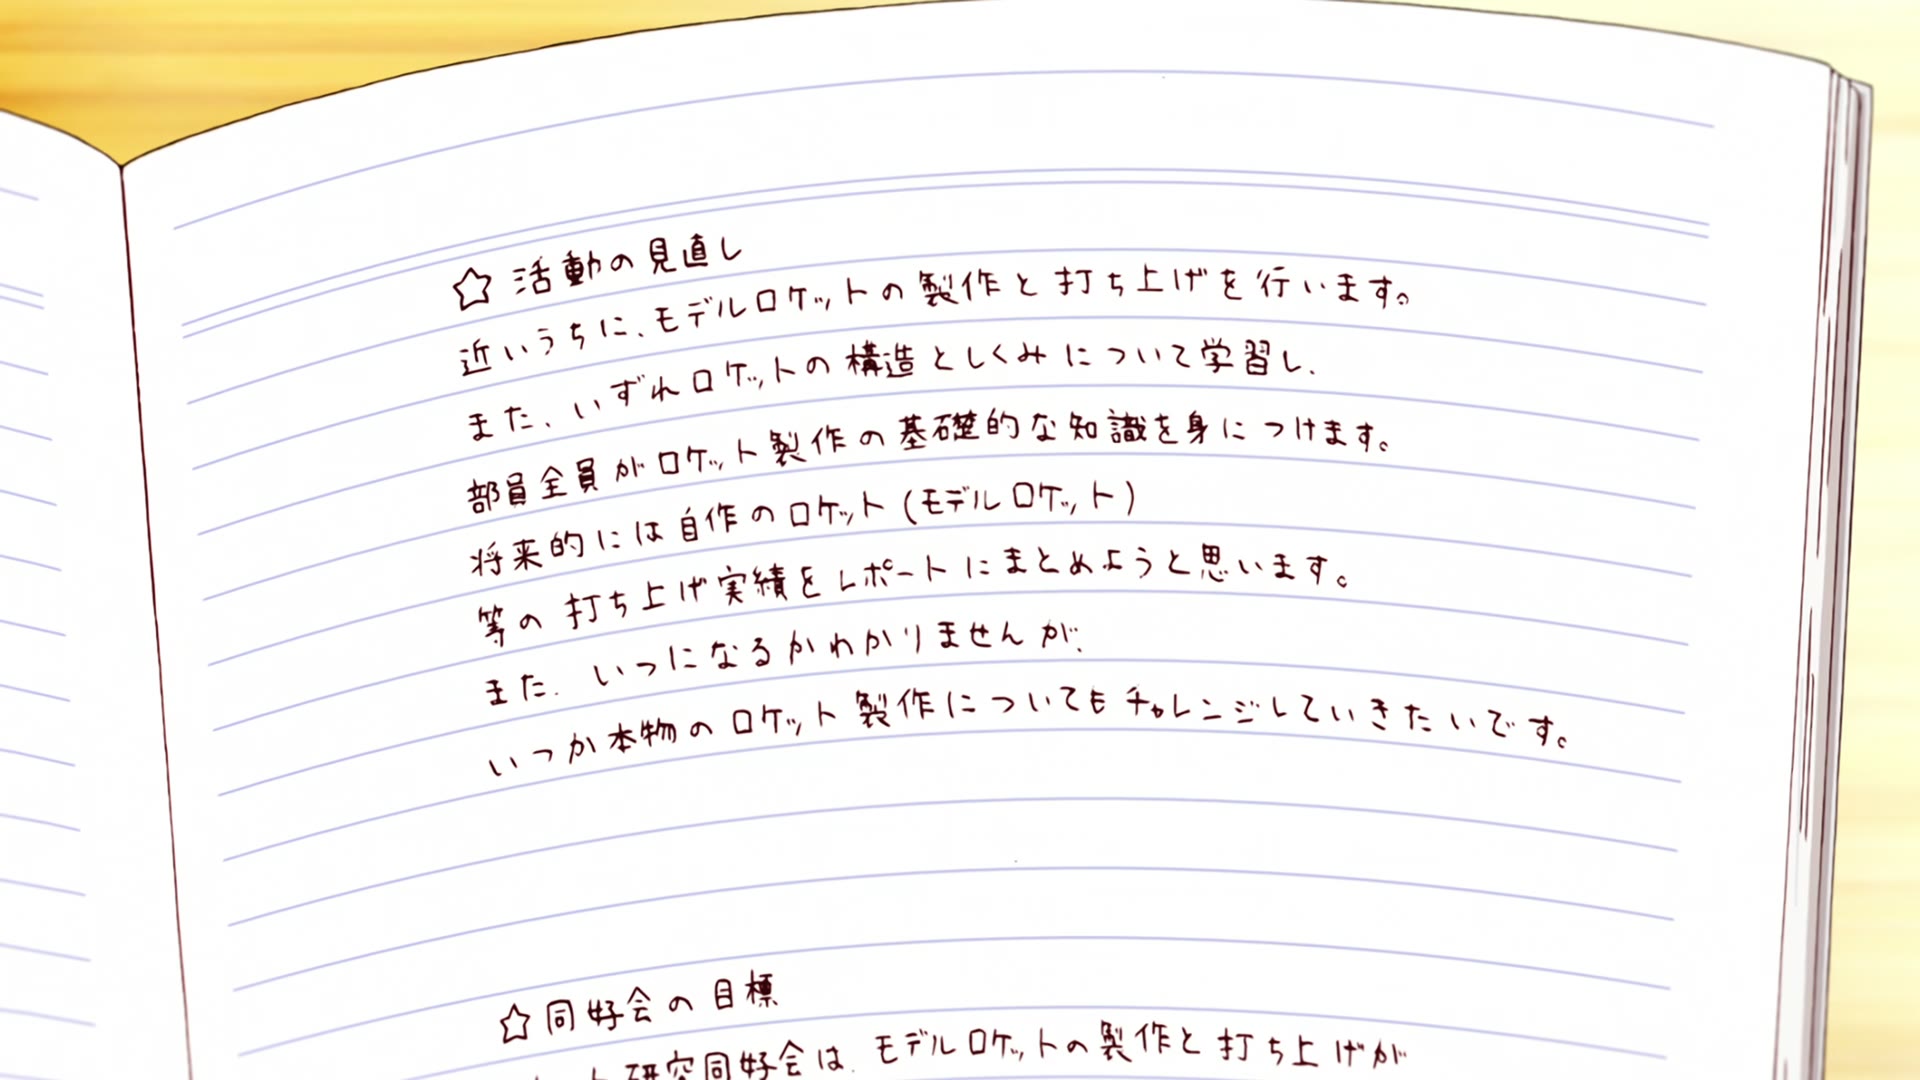 ☆活動の見直し
近いうちに、モデルロケットの製作と打ち上げを行います。
また、いずれロケットの構造としくみについて学習し、
部員全員がロケット製作の基礎的な知識を身につけます。
将来的には自作のロケット(モデルロケット)
等の打ち上げ実績をレポートにまとめようと思います。
また、いつになるかわかりませんが、
いつか本物のロケット製作についてもチャレンジしていきたいです。
☆同好会の目標
ット研究同好会は、モデルロケットの製作と打ち上げが